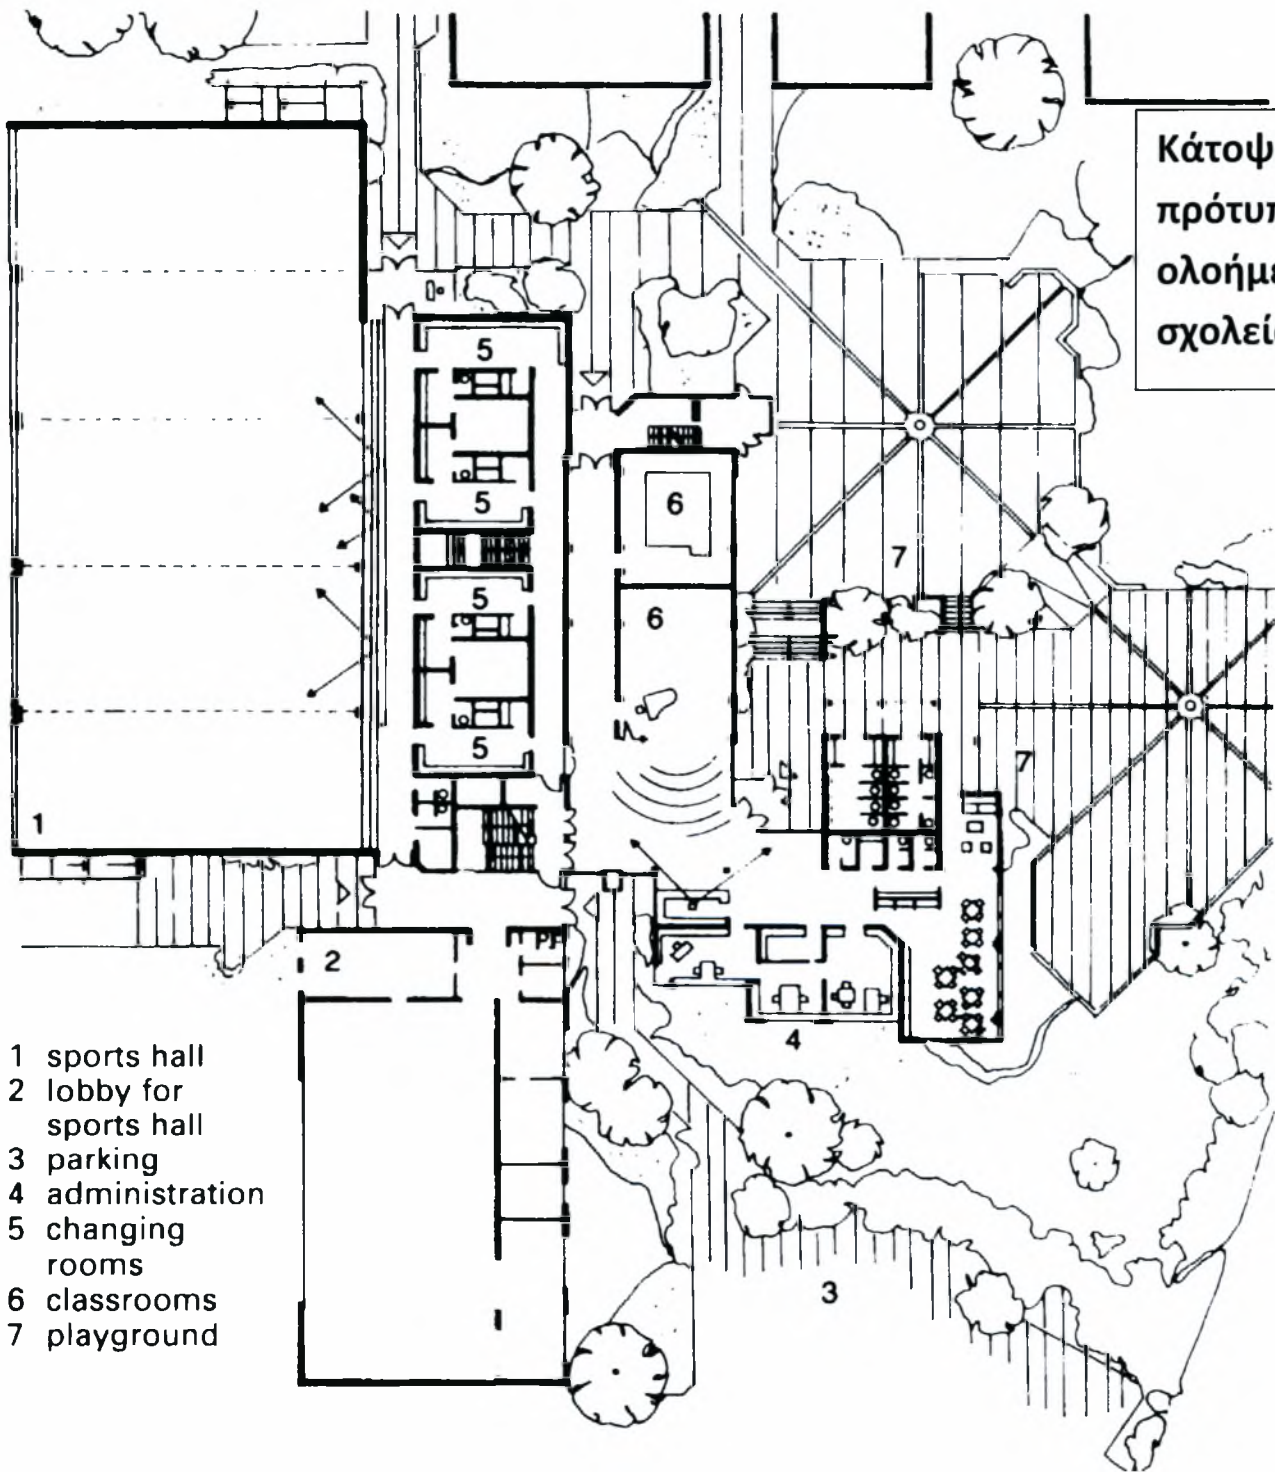 Κάτοψ
πρότυπ
ολοήμε
σχολεί
5
5
6
5
6
7
5
7
1
2
4
3
1 sports hall
2 lobby for
sports hall
3 parking
4 administration
5 changing
rooms
6 classrooms
7 playground